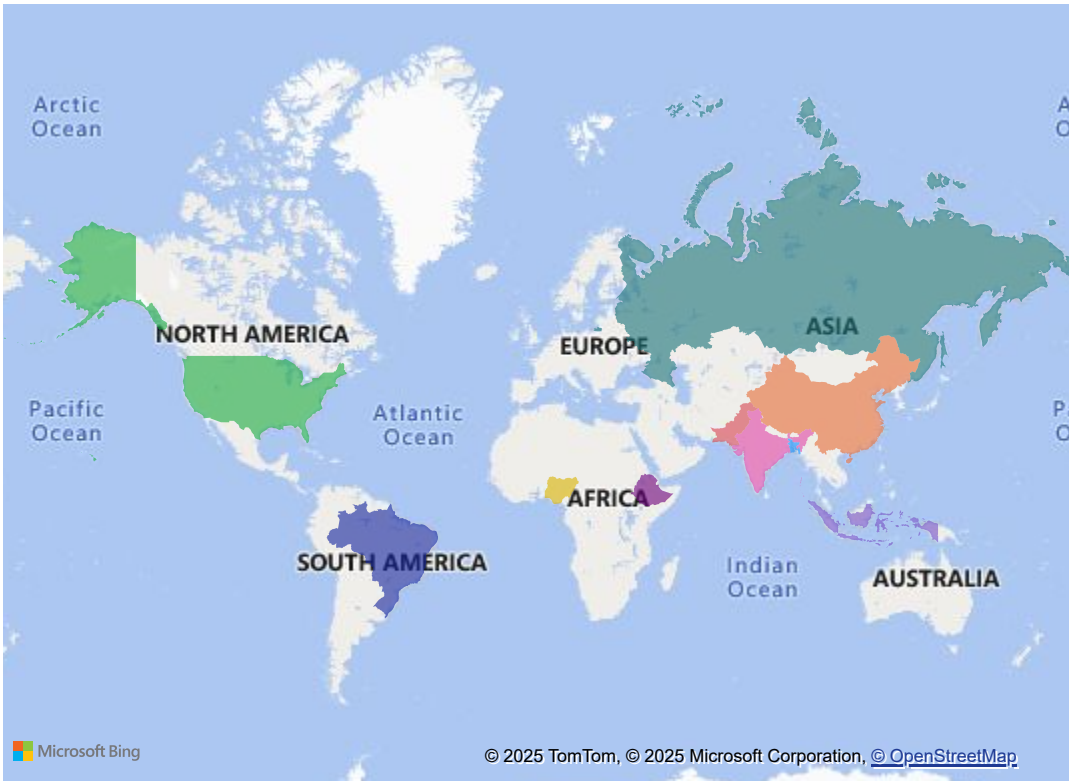 Arctic
Ocean
A
O
NORTH AMERICA
EUROPE
ASIA
Pacific
Ocean
Atlantic
Ocean
P
O
AFRICA
SOUTH AMERICA
Indian
Ocean
AUSTRALIA
Microsoft Bing
© 2025 TomTom, © 2025 Microsoft Corporation, © OpenStreetMap